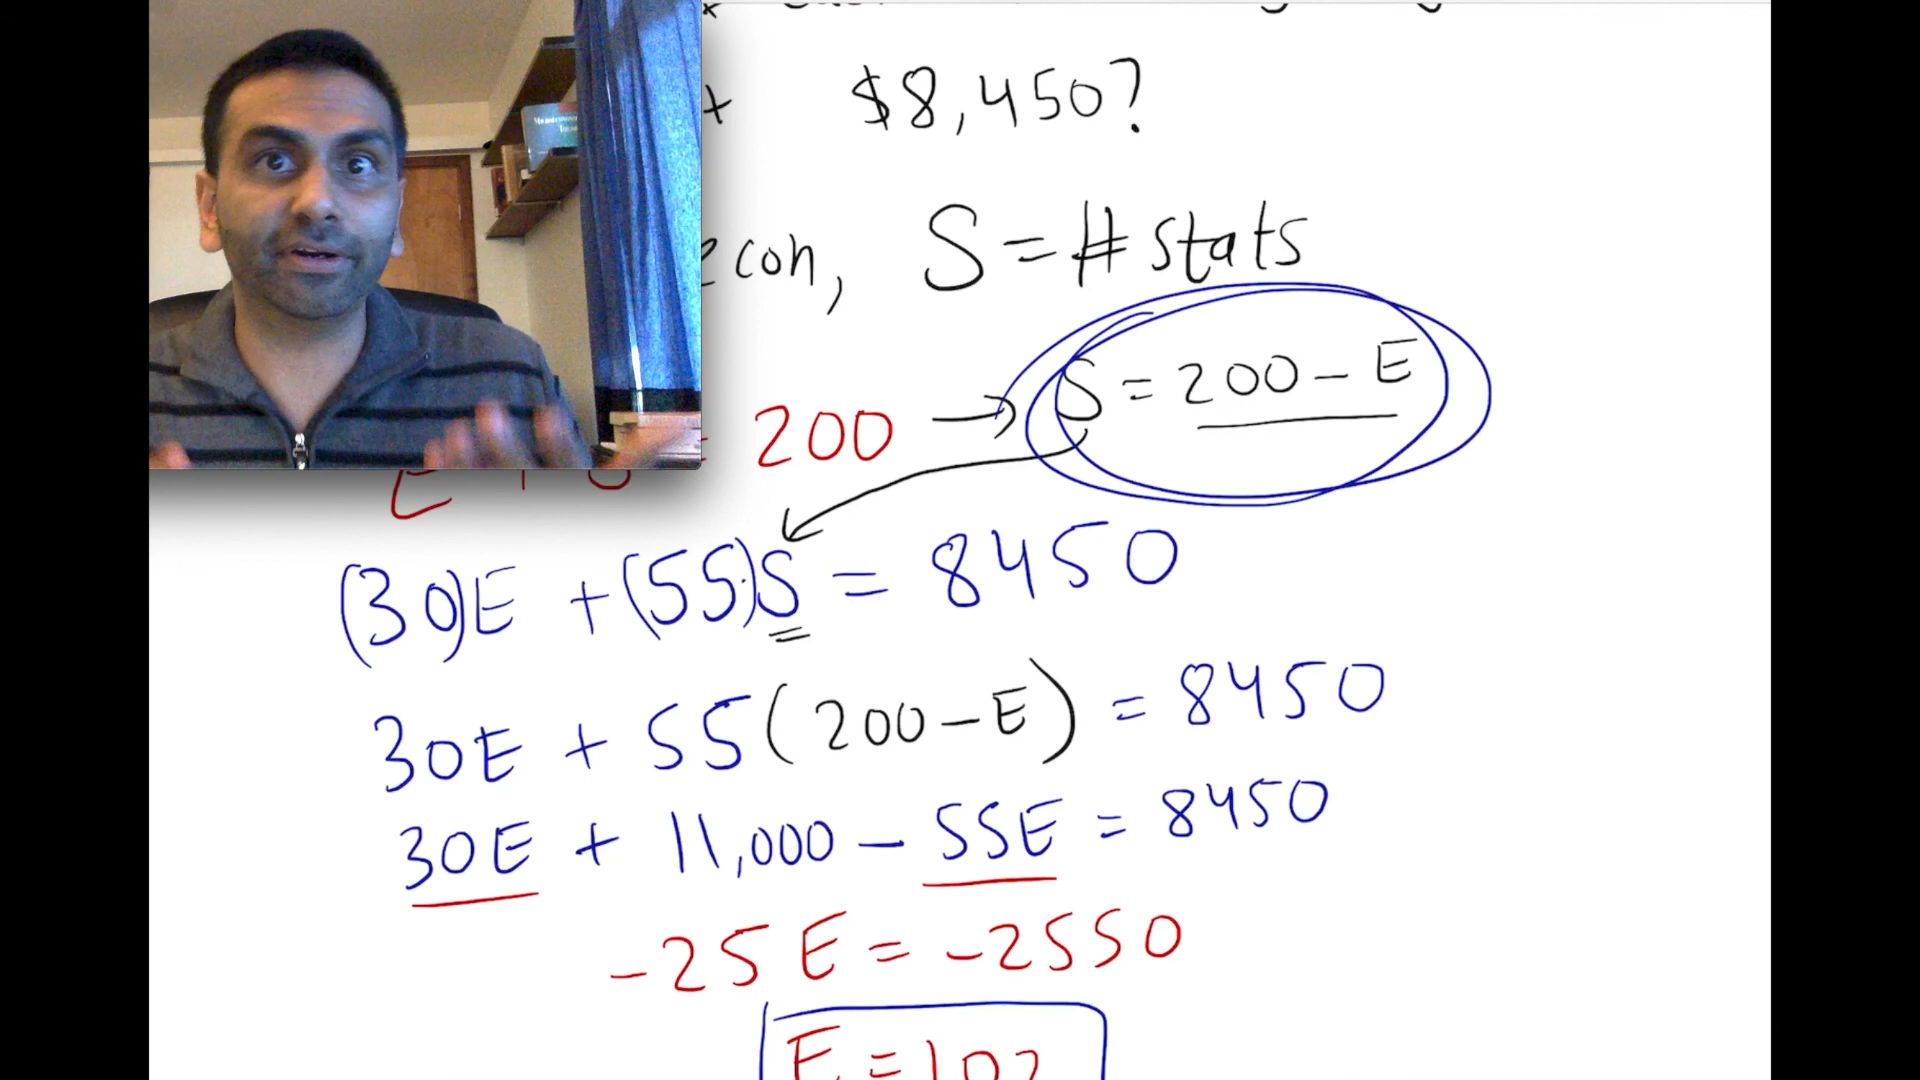 $8,450?
econ, S = # stats
200 → S = 200 - E
(30)E + (55)S = 8450
30E + 55(200-E) = 8450
30E + 11,000 - 55E = 8450
-25E = -2550
E = 102